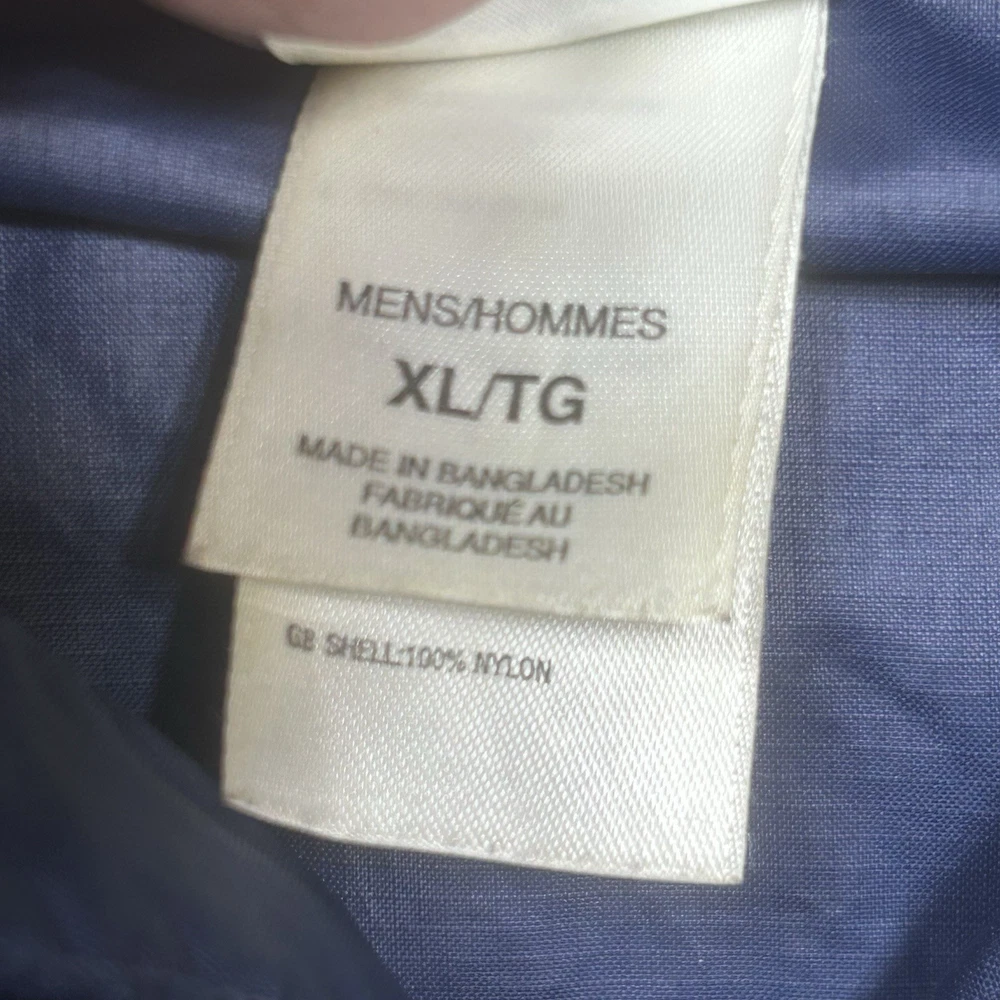 MENS/HOMMES
XL/TG
MADE IN BANGLADESH
FABRIQUÉ AU
BANGLADESH
GB SHELL:100% NYLON